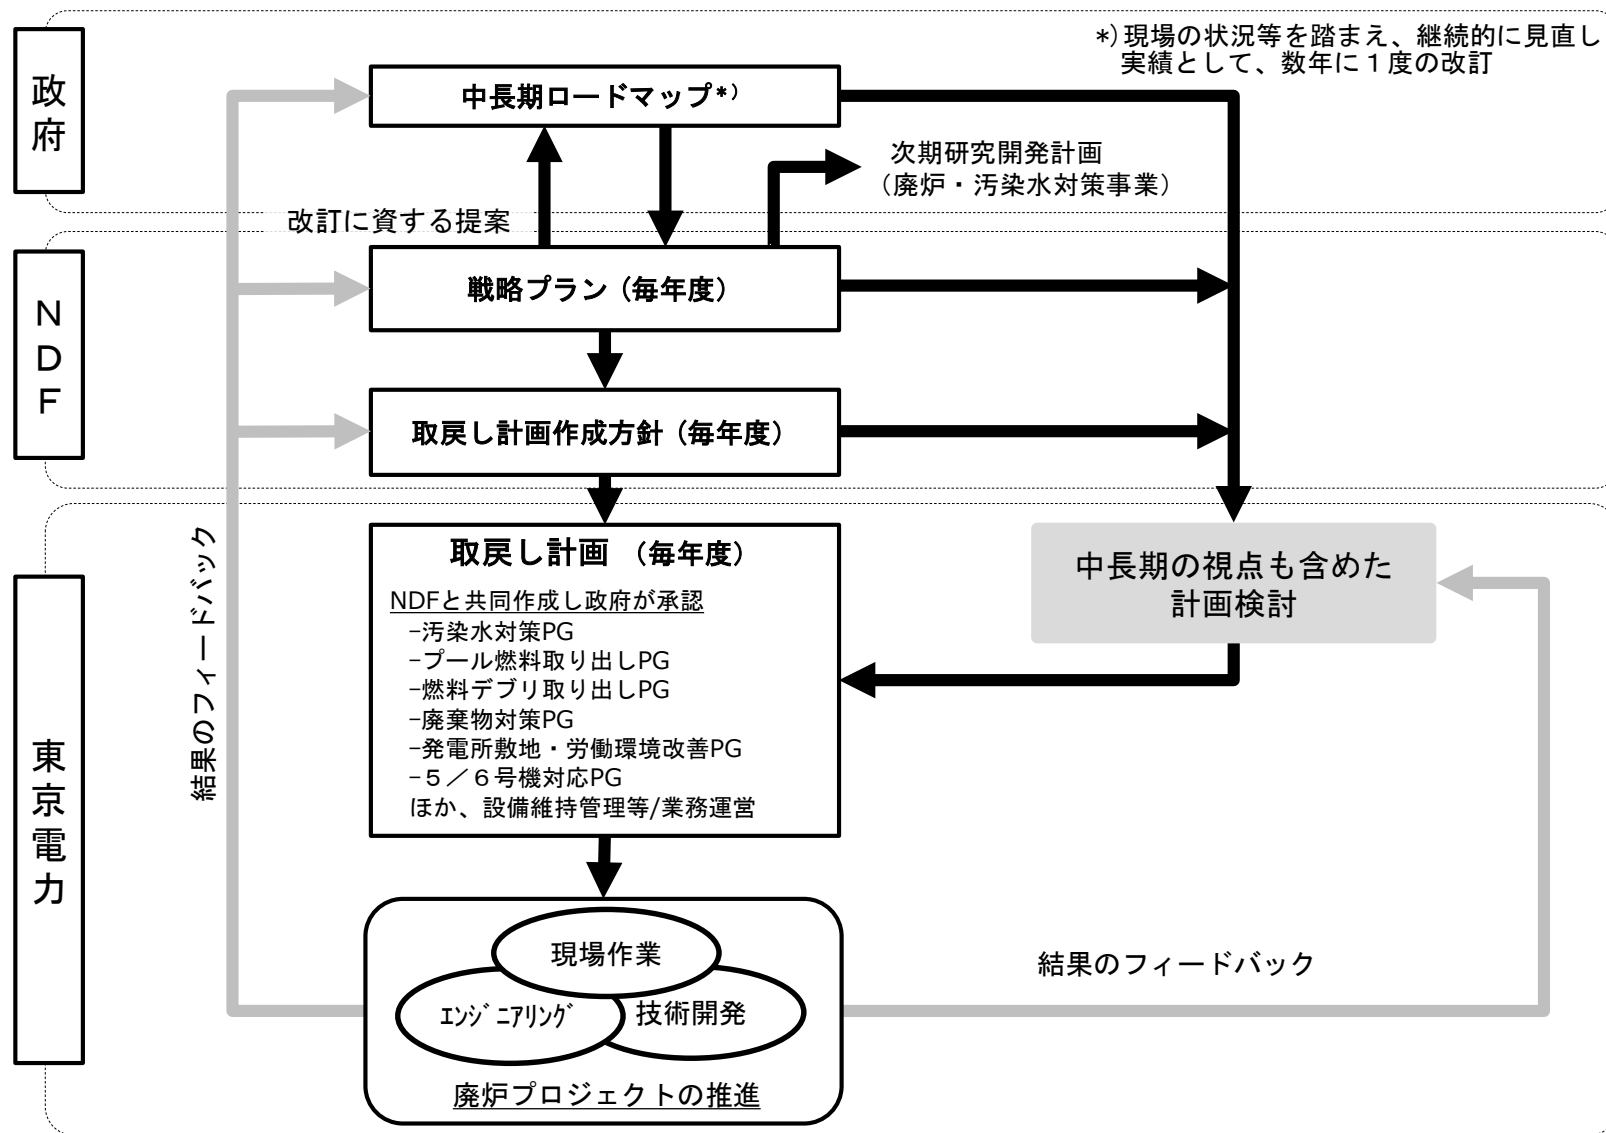 政府
*)現場の状況等を踏まえ、継続的に見直し
実績として、数年に１度の改訂
中長期ロードマップ*)
次期研究開発計画
（廃炉・汚染水対策事業）
改訂に資する提案
ＮＤＦ
戦略プラン（毎年度）
取戻し計画作成方針（毎年度）
結果のフィードバック
東京電力
取戻し計画 （毎年度）
NDFと共同作成し政府が承認
-汚染水対策PG
-プール燃料取り出しPG
-燃料デブリ取り出しPG
-廃棄物対策PG
-発電所敷地・労働環境改善PG
-５／６号機対応PG
ほか、設備維持管理等/業務運営
中長期の視点も含めた
計画検討
現場作業
ｴﾝｼﾞﾆｱﾘﾝｸﾞ
技術開発
廃炉プロジェクトの推進
結果のフィードバック